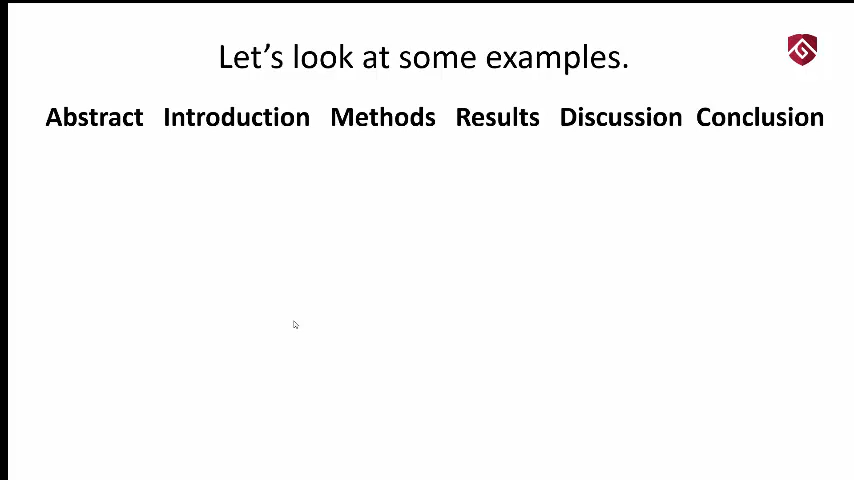 Let's look at some examples.
Abstract Introduction Methods Results Discussion Conclusion